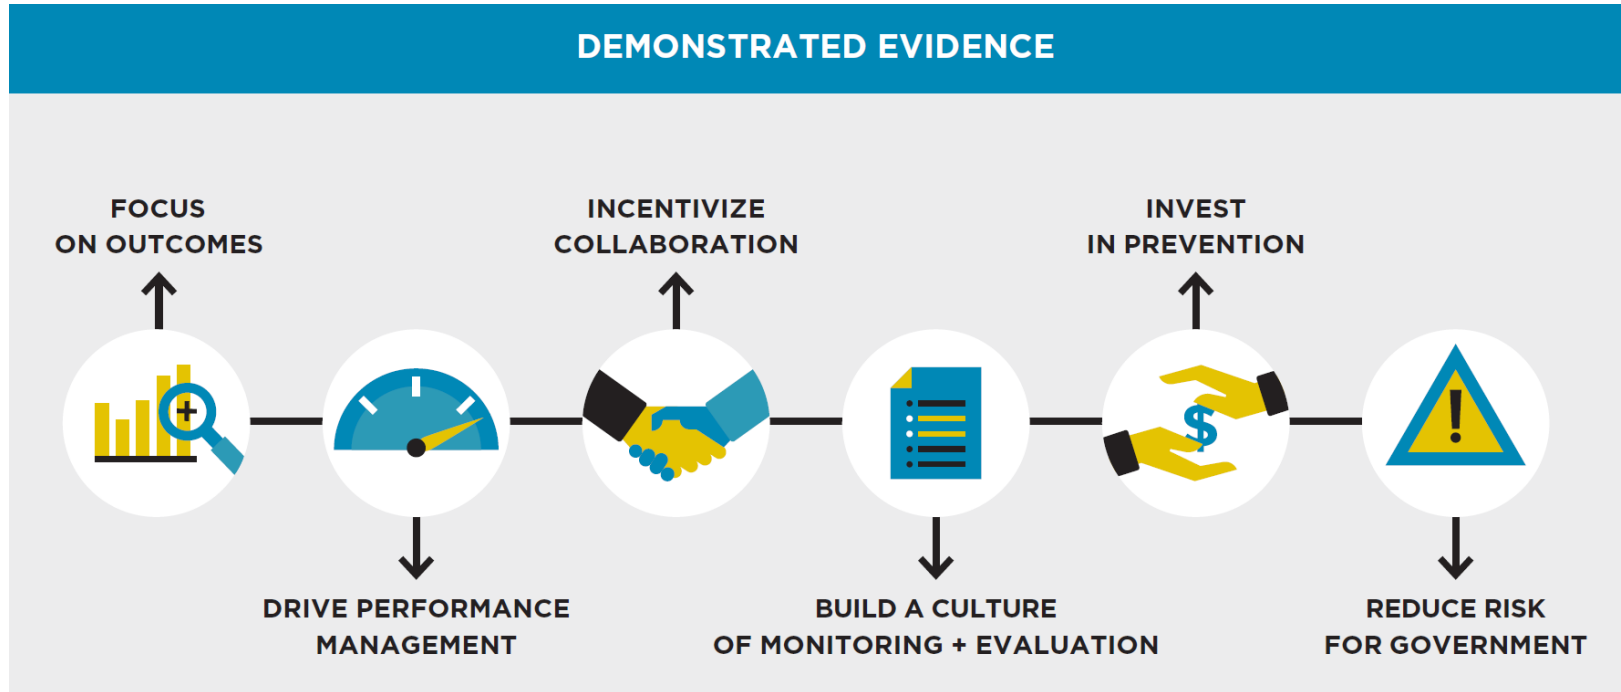 DEMONSTRATED EVIDENCE
FOCUS
ON OUTCOMES
INCENTIVIZE
COLLABORATION
INVEST
IN PREVENTION
$
!
DRIVE PERFORMANCE
MANAGEMENT
BUILD A CULTURE
OF MONITORING + EVALUATION
REDUCE RISK
FOR GOVERNMENT